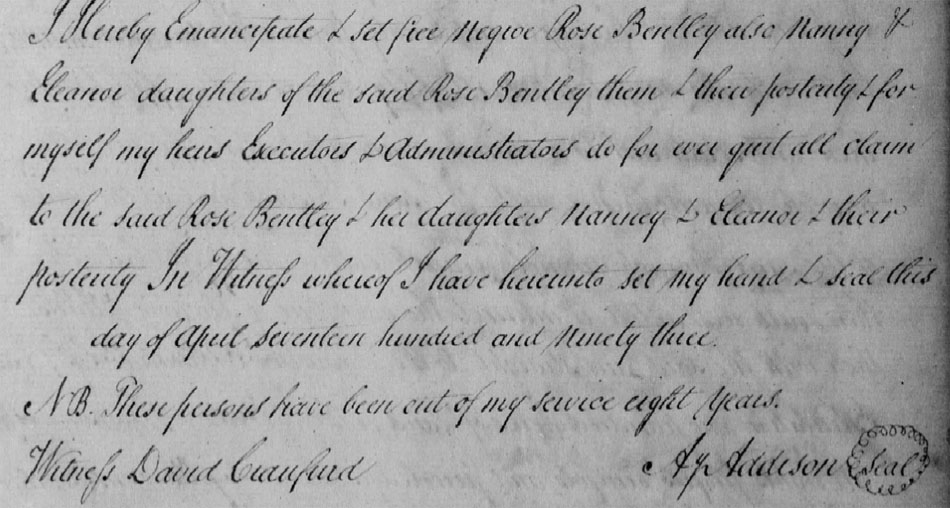 I Hereby Emancipate & set free Negroe Rose Bentley also Nanny &
Eleanor daughters of the said Rose Bentley them & their posterity & for
myself my heirs Executors & Administrators do for ever quit all claim
to the said Rose Bentley & her daughters Nanney & Eleanor & their
posterity In Witness whereof I have hereunto set my hand & seal this
day of April seventeen hundred and ninety three.
NB. These persons have been out of my service eight years.
Witness David Craufurd Addison Seal